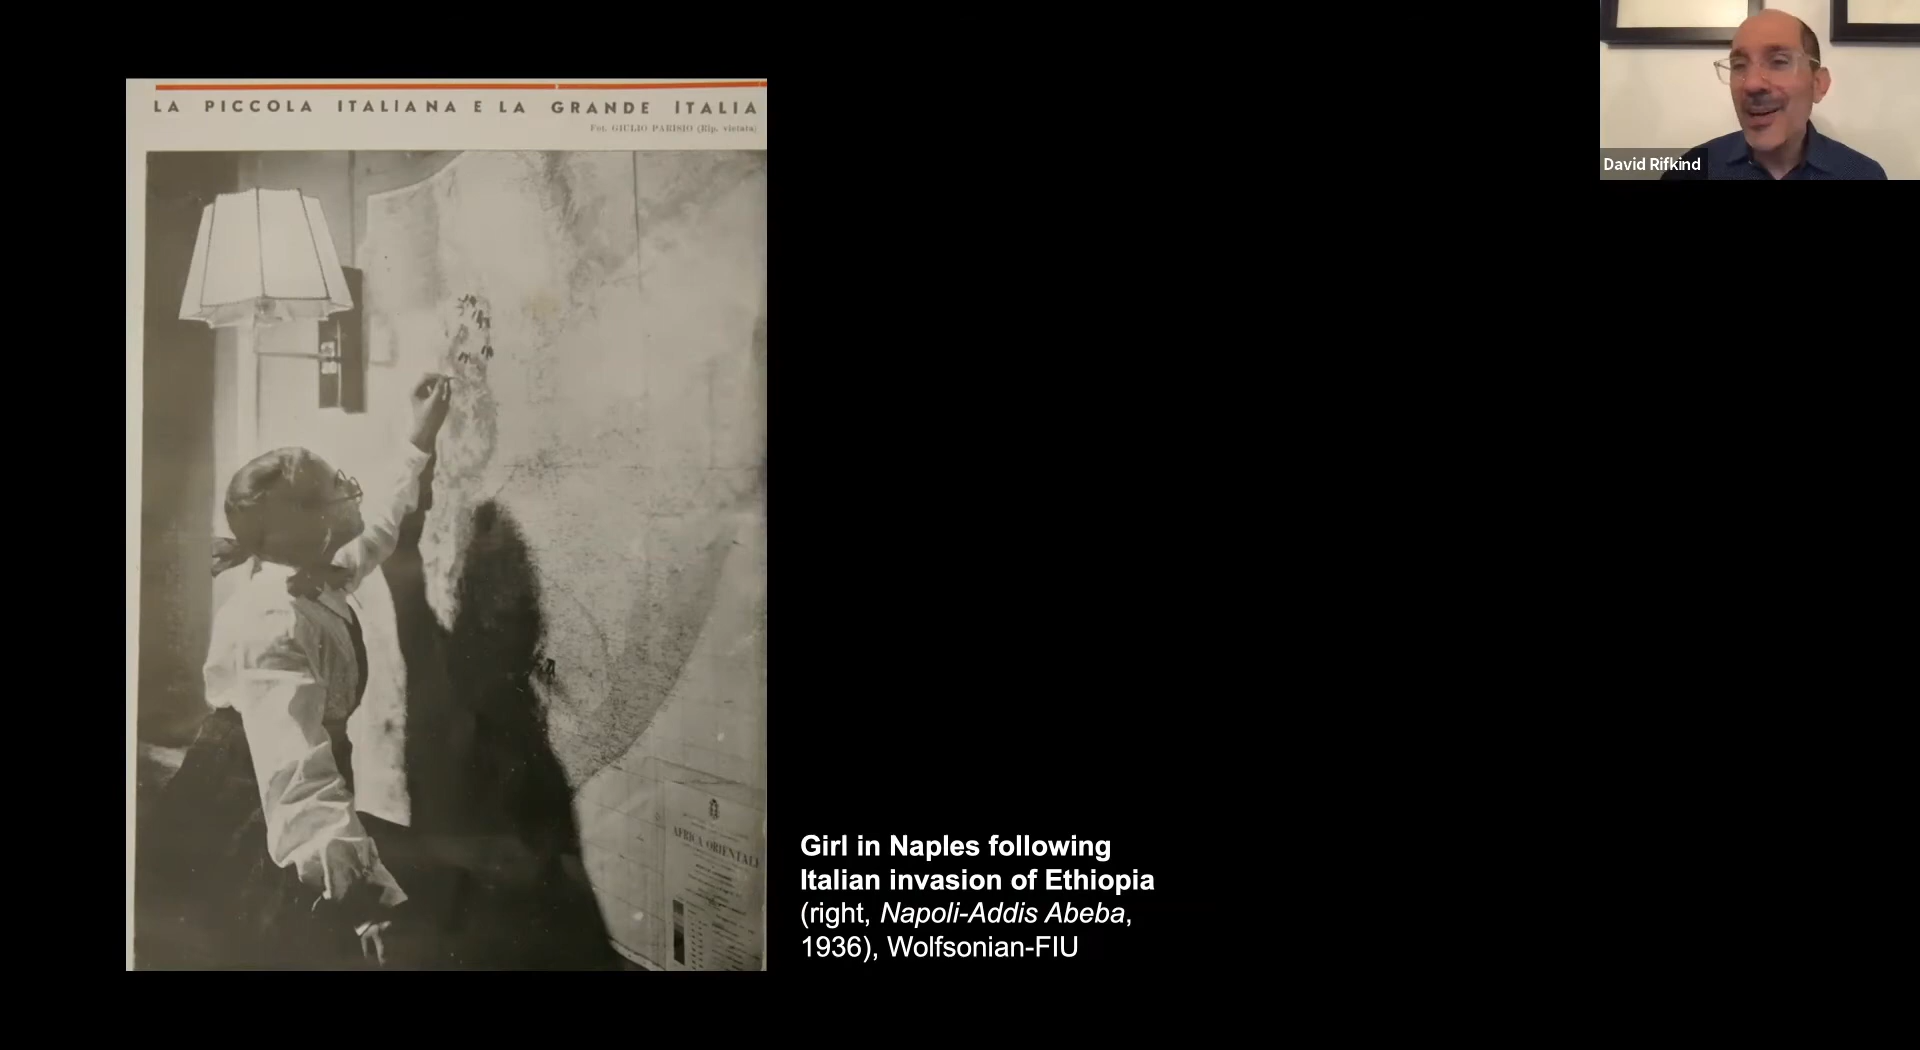 LA PICCOLA ITALIANA E LA GRANDE ITALIA
Fot. GIULIO PARISIO (Rip. vietata)
AFRICA ORIENTALE
Girl in Naples following
Italian invasion of Ethiopia
(right, Napoli-Addis Abeba,
1936), Wolfsonian-FIU
David Rifkind